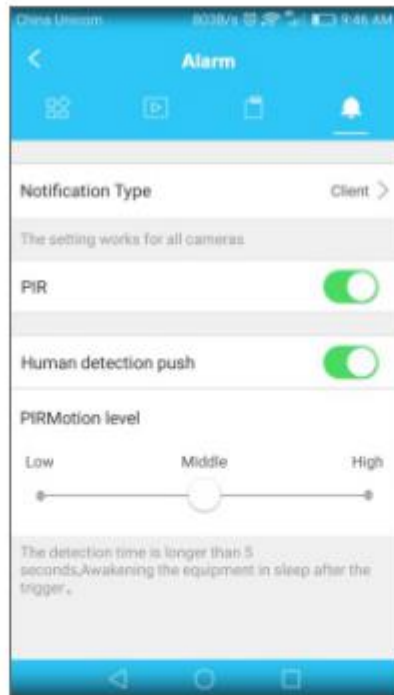 China Unicom 803B/s 9:46 AM
Alarm
Notification Type Client
The setting works for all cameras
PIR
Human detection push
PIRMotion level
Low Middle High
The detection time is longer than 5
seconds,Awakening the equipment in sleep after the
trigger。